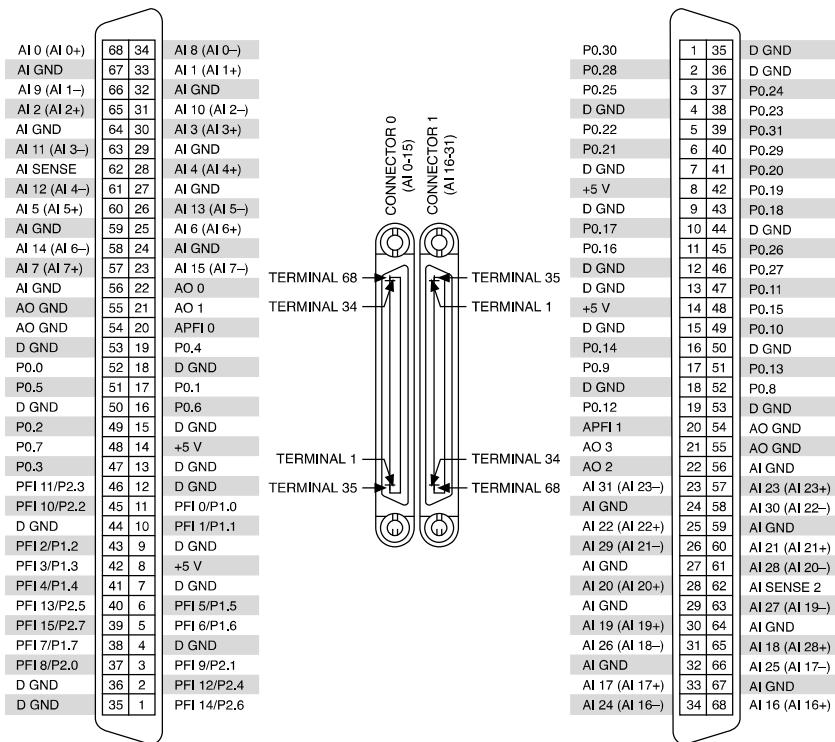 AI 0 (AI 0+) 68 34 AI 8 (AI 0–)
AI GND 67 33 AI 1 (AI 1+)
AI 9 (AI 1–) 66 32 AI GND
AI 2 (AI 2+) 65 31 AI 10 (AI 2–)
AI GND 64 30 AI 3 (AI 3+)
AI 11 (AI 3–) 63 29 AI GND
AI SENSE 62 28 AI 4 (AI 4+)
AI 12 (AI 4–) 61 27 AI GND
AI 5 (AI 5+) 60 26 AI 13 (AI 5–)
AI GND 59 25 AI 6 (AI 6+)
AI 14 (AI 6–) 58 24 AI GND
AI 7 (AI 7+) 57 23 AI 15 (AI 7–)
AI GND 56 22 AO 0
AO GND 55 21 AO 1
AO GND 54 20 APFI 0
D GND 53 19 P0.4
P0.0 52 18 D GND
P0.5 51 17 P0.1
D GND 50 16 P0.6
P0.2 49 15 D GND
P0.7 48 14 +5 V
P0.3 47 13 D GND
PFI 11/P2.3 46 12 D GND
PFI 10/P2.2 45 11 PFI 0/P1.0
D GND 44 10 PFI 1/P1.1
PFI 2/P1.2 43 9 D GND
PFI 3/P1.3 42 8 +5 V
PFI 4/P1.4 41 7 D GND
PFI 13/P2.5 40 6 PFI 5/P1.5
PFI 15/P2.7 39 5 PFI 6/P1.6
PFI 7/P1.7 38 4 D GND
PFI 8/P2.0 37 3 PFI 9/P2.1
D GND 36 2 PFI 12/P2.4
D GND 35 1 PFI 14/P2.6
CONNECTOR 0
(AI 0-15)
CONNECTOR 1
(AI 16-31)
TERMINAL 68
TERMINAL 34
TERMINAL 35
TERMINAL 1
TERMINAL 1
TERMINAL 35
TERMINAL 34
TERMINAL 68
P0.30 1 35 D GND
P0.28 2 36 D GND
P0.25 3 37 P0.24
D GND 4 38 P0.23
P0.22 5 39 P0.31
P0.21 6 40 P0.29
D GND 7 41 P0.20
+5 V 8 42 P0.19
D GND 9 43 P0.18
P0.17 10 44 D GND
P0.16 11 45 P0.26
D GND 12 46 P0.27
D GND 13 47 P0.11
+5 V 14 48 P0.15
D GND 15 49 P0.10
P0.14 16 50 D GND
P0.9 17 51 P0.13
D GND 18 52 P0.8
P0.12 19 53 D GND
APFI 1 20 54 AO GND
AO 3 21 55 AO GND
AO 2 22 56 AI GND
AI 31 (AI 23–) 23 57 AI 23 (AI 23+)
AI GND 24 58 AI 30 (AI 22–)
AI 22 (AI 22+) 25 59 AI GND
AI 29 (AI 21–) 26 60 AI 21 (AI 21+)
AI GND 27 61 AI 28 (AI 20–)
AI 20 (AI 20+) 28 62 AI SENSE 2
AI GND 29 63 AI 27 (AI 19–)
AI 19 (AI 19+) 30 64 AI GND
AI 26 (AI 18–) 31 65 AI 18 (AI 28+)
AI GND 32 66 AI 25 (AI 17–)
AI 17 (AI 17+) 33 67 AI GND
AI 24 (AI 16–) 34 68 AI 16 (AI 16+)